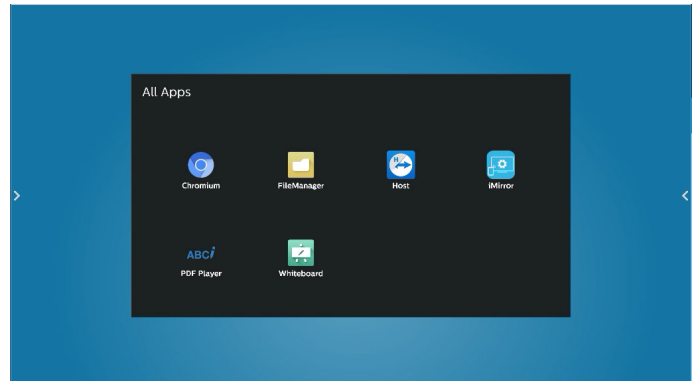 All Apps
Chromium
FileManager
H
Host
iMirror
ABCi
PDF Player
Whiteboard